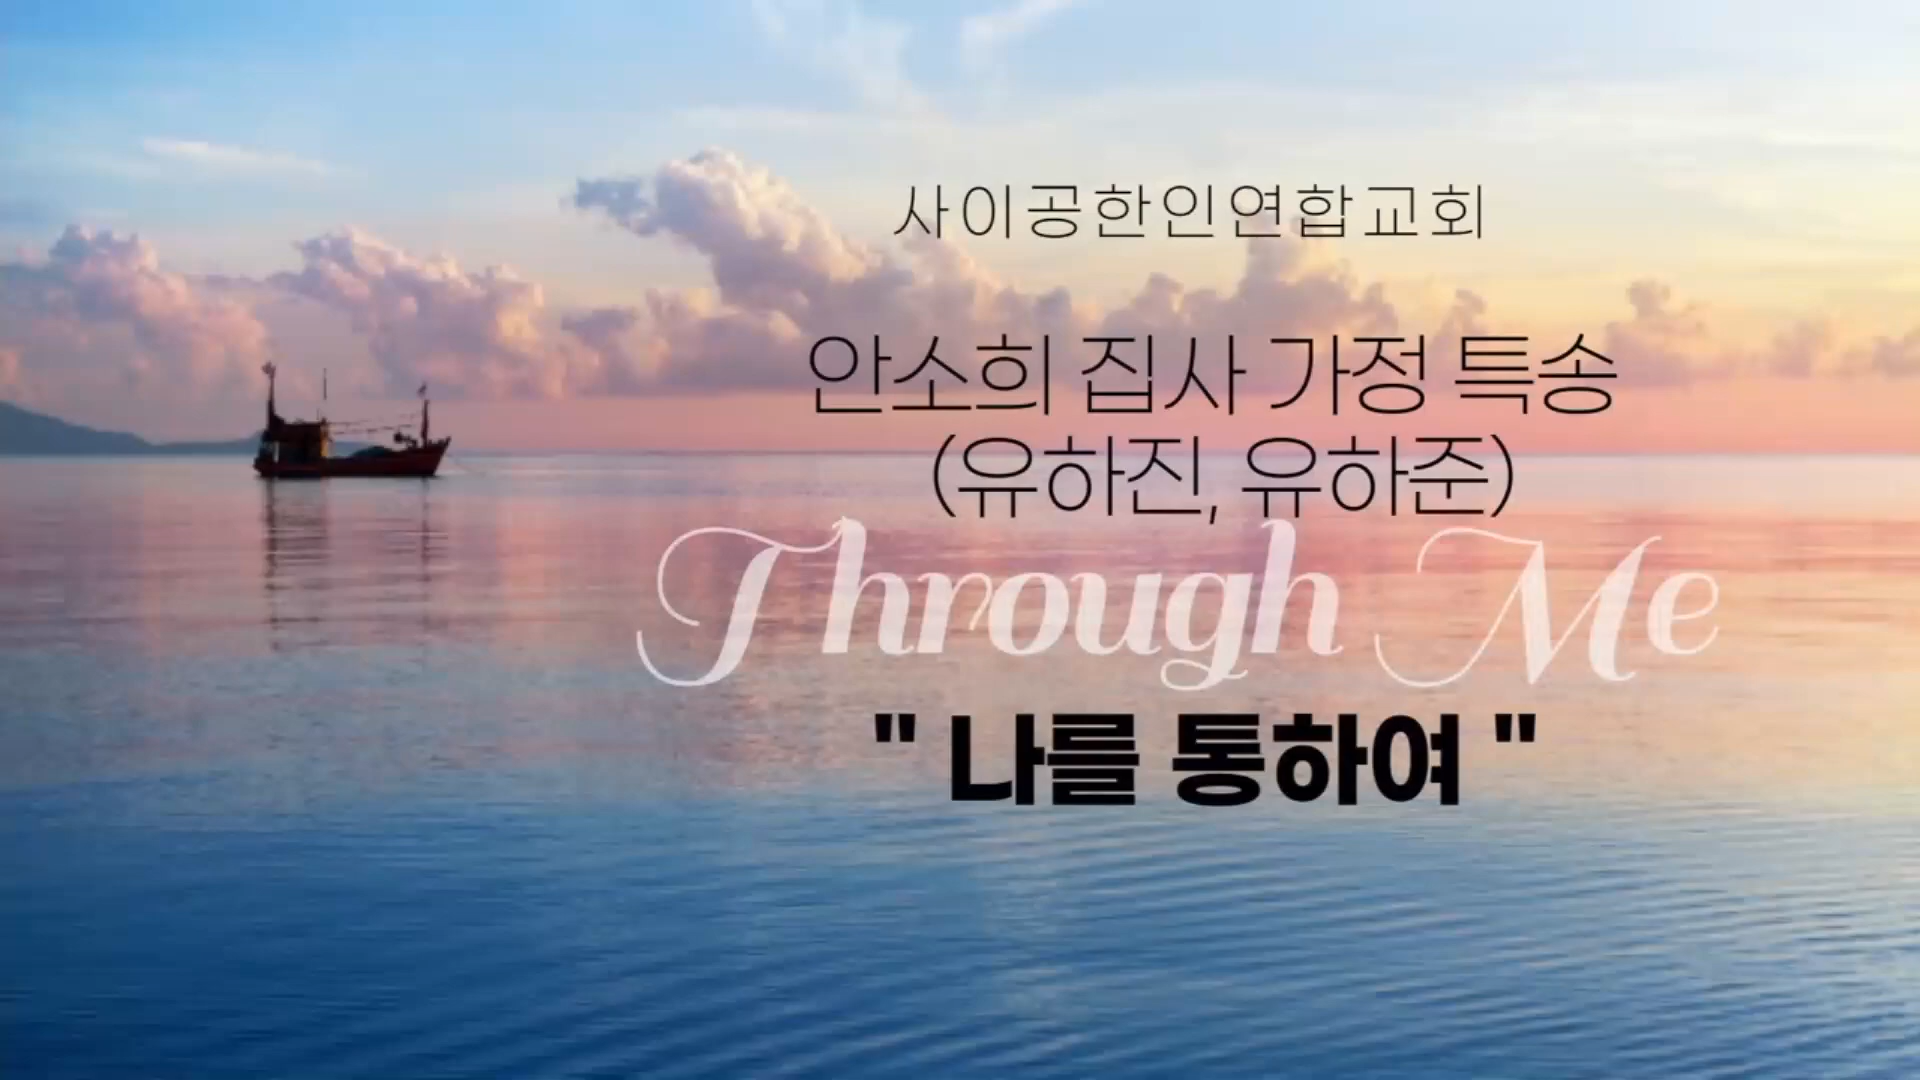 사이공한인연합교회
안소희 집사 가정 특송
(유하진, 유하준)
Through Me
" 나를 통하여 "